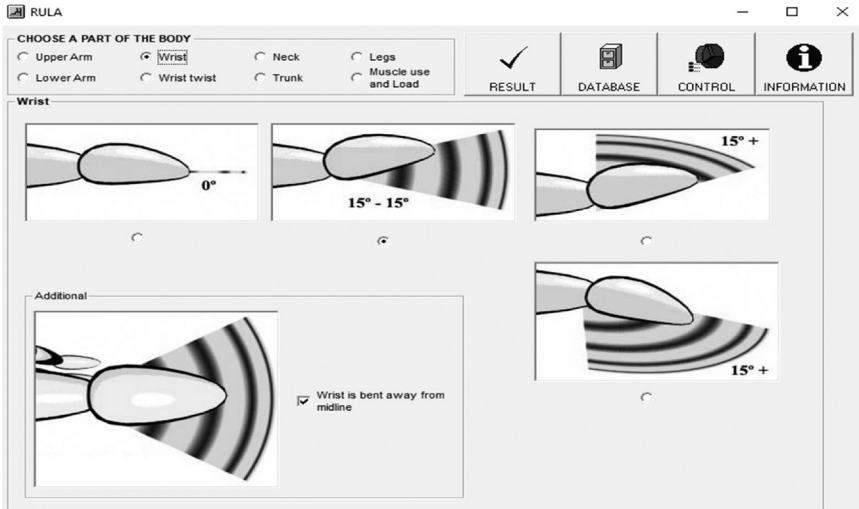 RULA
CHOOSE A PART OF THE BODY
Upper Arm Wrist Neck Legs
Lower Arm Wrist twist Trunk Muscle use and Load
RESULT DATABASE CONTROL INFORMATION
Wrist
0°
15° - 15°
15° +
15° +
Additional
Wrist is bent away from
midline